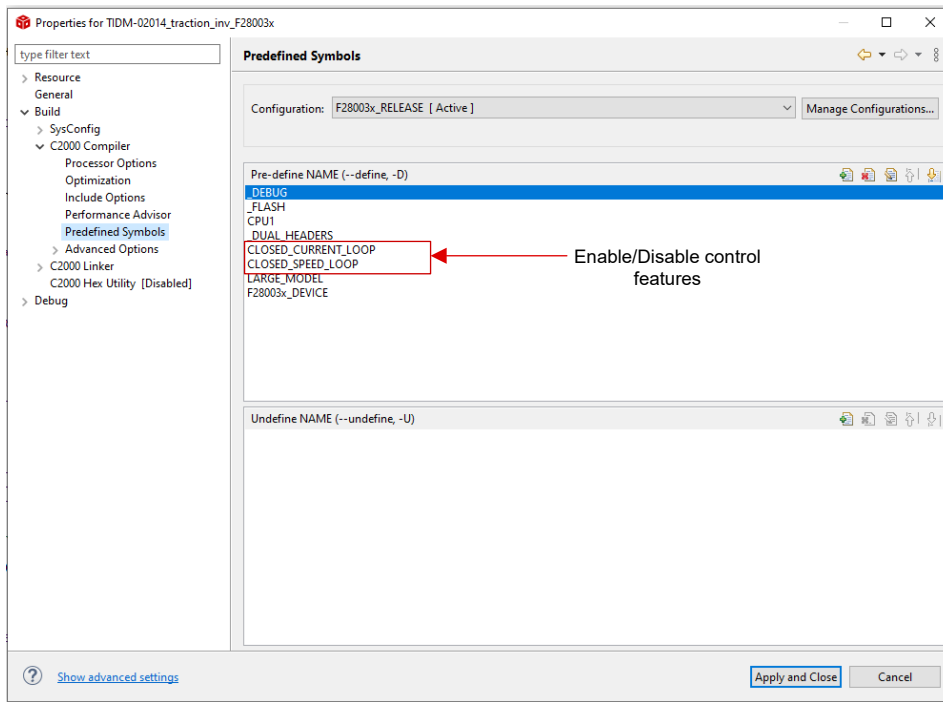 Properties for TIDM-02014_traction_inv_F28003x
type filter text
Resource
General
Build
SysConfig
C2000 Compiler
Processor Options
Optimization
Include Options
Performance Advisor
Predefined Symbols
Advanced Options
C2000 Linker
C2000 Hex Utility [Disabled]
Debug
Predefined Symbols
Configuration: F28003x_RELEASE [ Active ] Manage Configurations...
Pre-define NAME (--define, -D)
_DEBUG
_FLASH
CPU1
_DUAL_HEADERS
CLOSED_CURRENT_LOOP
CLOSED_SPEED_LOOP
LARGE_MODEL
F28003x_DEVICE
Enable/Disable control
features
Undefine NAME (--undefine, -U)
Show advanced settings
Apply and Close Cancel